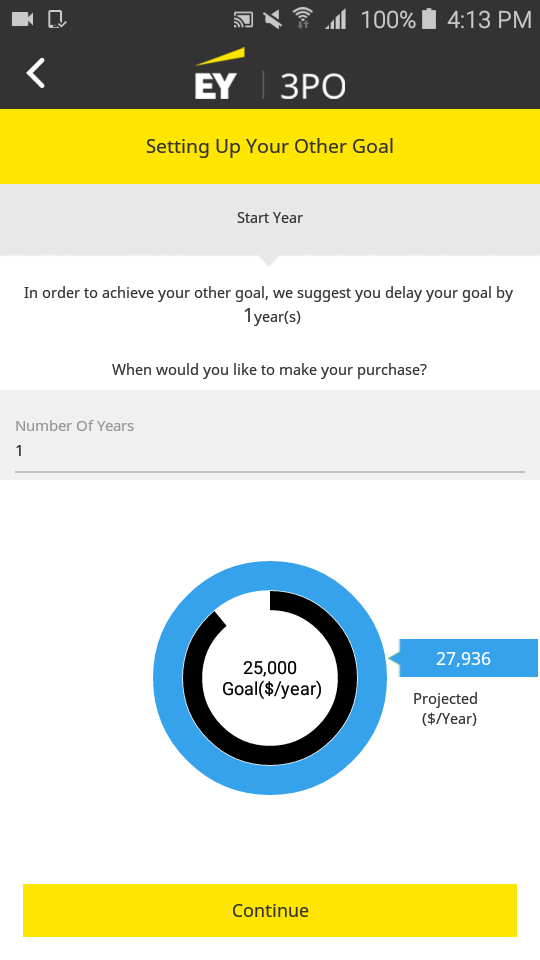 100% 4:13 PM
EY | 3PO
Setting Up Your Other Goal
Start Year
In order to achieve your other goal, we suggest you delay your goal by
1 year(s)
When would you like to make your purchase?
Number Of Years
1
25,000
Goal($/year)
27,936
Projected
($/Year)
Continue